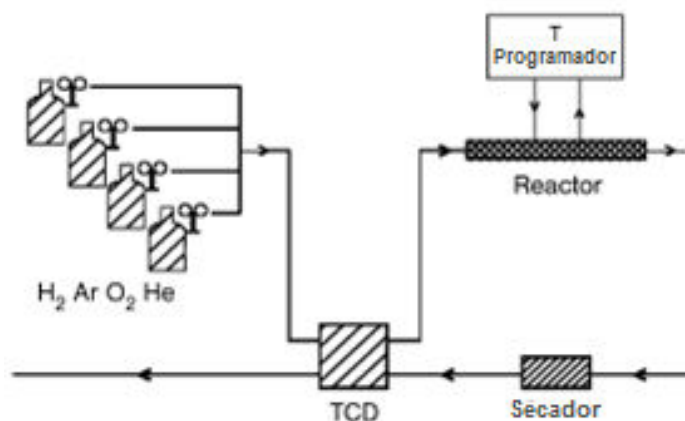 T
Programador
Reactor
H₂ Ar O₂ He
TCD
Secador